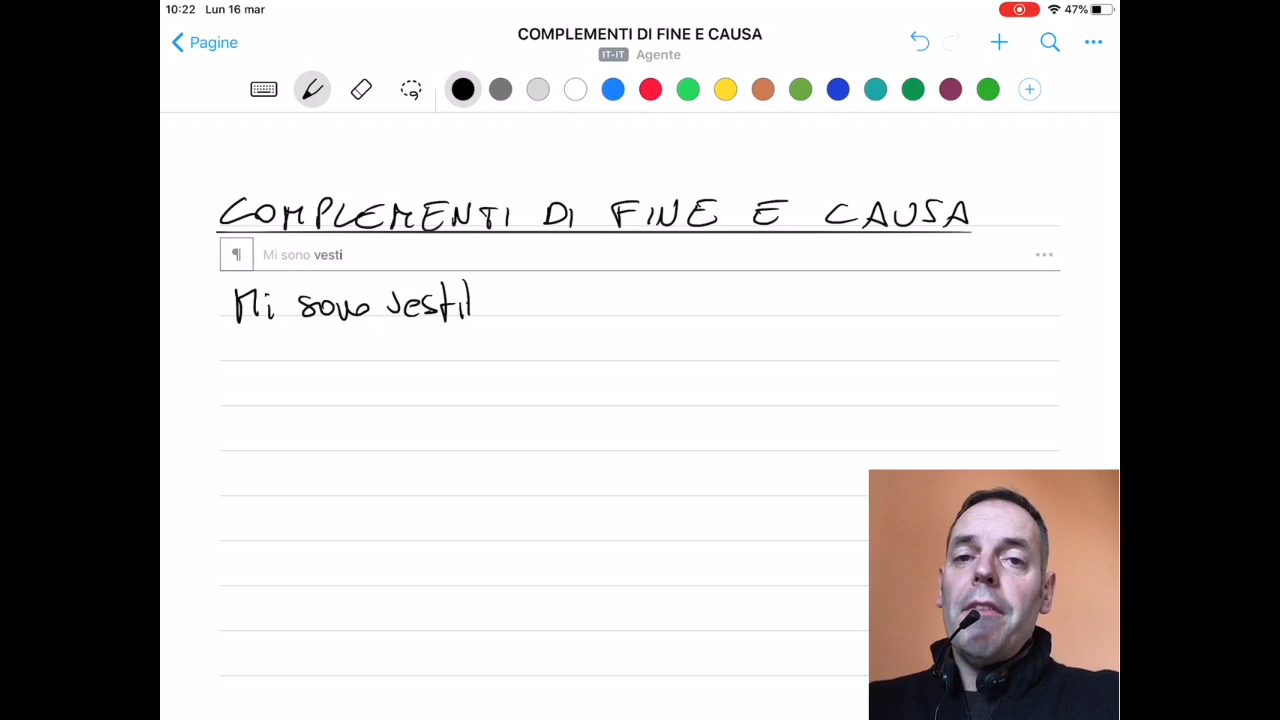 10:22 Lun 16 mar 47%
Pagine COMPLEMENTI DI FINE E CAUSA
IT-IT Agente
COMPLEMENTI DI FINE E CAUSA
¶ Mi sono vesti
Mi sono vestit